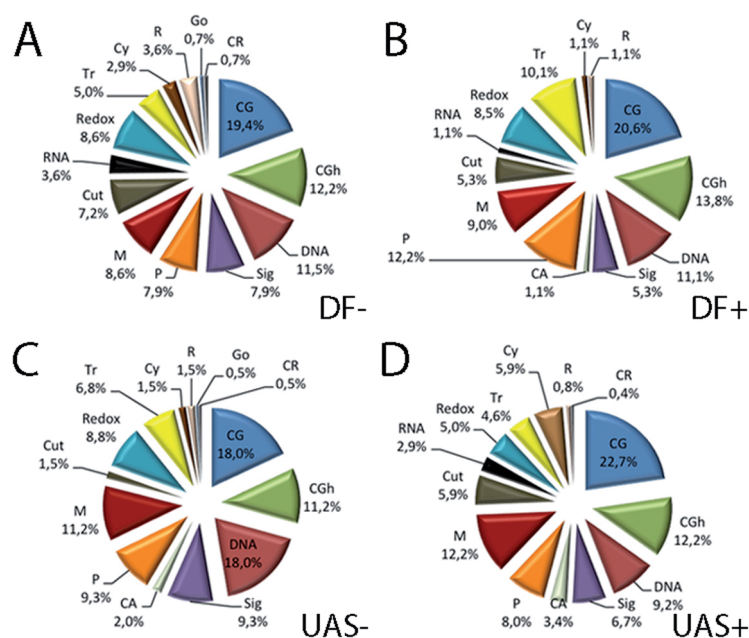 A
CG
19,4%
CGh
12,2%
DNA
11,5%
Sig
7,9%
P
7,9%
M
8,6%
Cut
7,2%
RNA
3,6%
Redox
8,6%
Tr
5,0%
Cy
2,9%
R
3,6%
Go
0,7%
CR
0,7%
DF-
B
CG
20,6%
CGh
13,8%
DNA
11,1%
Sig
5,3%
CA
1,1%
P
12,2%
M
9,0%
Cut
5,3%
RNA
1,1%
Redox
8,5%
Tr
10,1%
Cy
1,1%
R
1,1%
DF+
C
CG
18,0%
CGh
11,2%
DNA
18,0%
Sig
9,3%
CA
2,0%
P
9,3%
M
11,2%
Cut
1,5%
Redox
8,8%
Tr
6,8%
Cy
1,5%
R
1,5%
Go
0,5%
CR
0,5%
UAS-
D
CG
22,7%
CGh
12,2%
DNA
9,2%
Sig
6,7%
CA
3,4%
P
8,0%
M
12,2%
Cut
5,9%
RNA
2,9%
Redox
5,0%
Tr
4,6%
Cy
5,9%
R
0,8%
CR
0,4%
UAS+